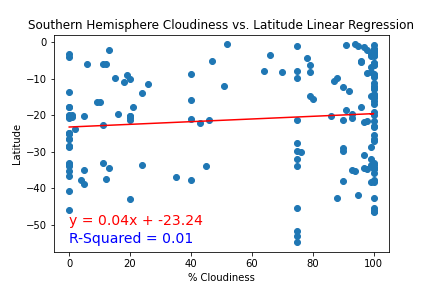 Southern Hemisphere Cloudiness vs. Latitude Linear Regression
0
−10
−20
−30
−40
−50
Latitude
y = 0.04x + -23.24
R-Squared = 0.01
0 20 40 60 80 100
% Cloudiness